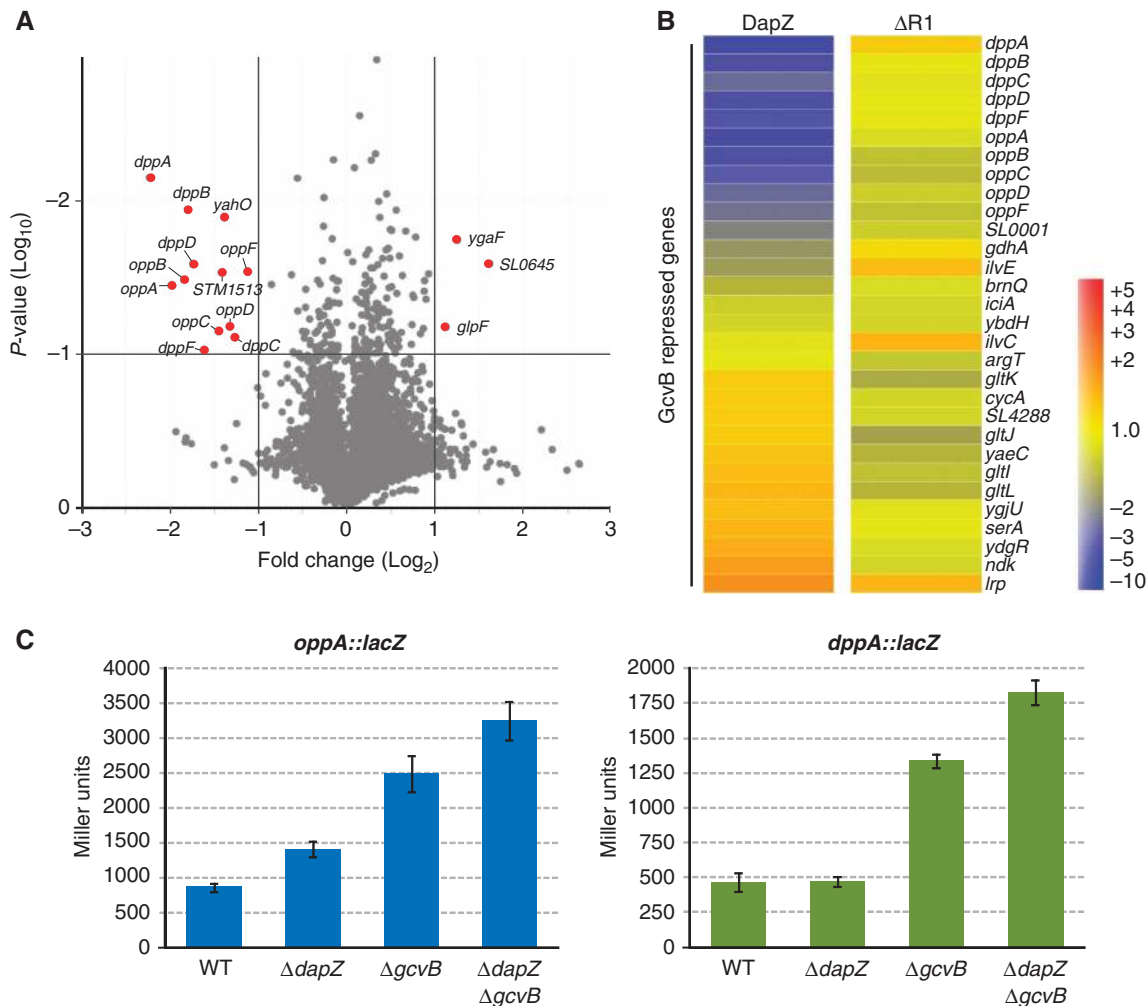 A
dppA
dppB
yahO
dppD
oppF
oppB
oppA
STM1513
oppD
oppC
dppF
dppC
ygaF
SL0645
glpF
P-value (Log10)
−2
−1
0
−3
−2
−1
0
1
2
3
Fold change (Log2)
B
DapZ
ΔR1
GcvB repressed genes
dppA
dppB
dppC
dppD
dppF
oppA
oppB
oppC
oppD
oppF
SL0001
gdhA
ilvE
brnQ
iciA
ybdH
ilvC
argT
gltK
cycA
SL4288
gltJ
yaeC
gltI
gltL
ygjU
serA
ydgR
ndk
lrp
+5
+4
+3
+2
1.0
−2
−3
−5
−10
C
oppA::lacZ
Miller units
4000
3500
3000
2500
2000
1500
1000
500
0
WT
ΔdapZ
ΔgcvB
ΔdapZ
ΔgcvB
dppA::lacZ
Miller units
2000
1750
1500
1250
1000
750
500
250
0
WT
ΔdapZ
ΔgcvB
ΔdapZ
ΔgcvB